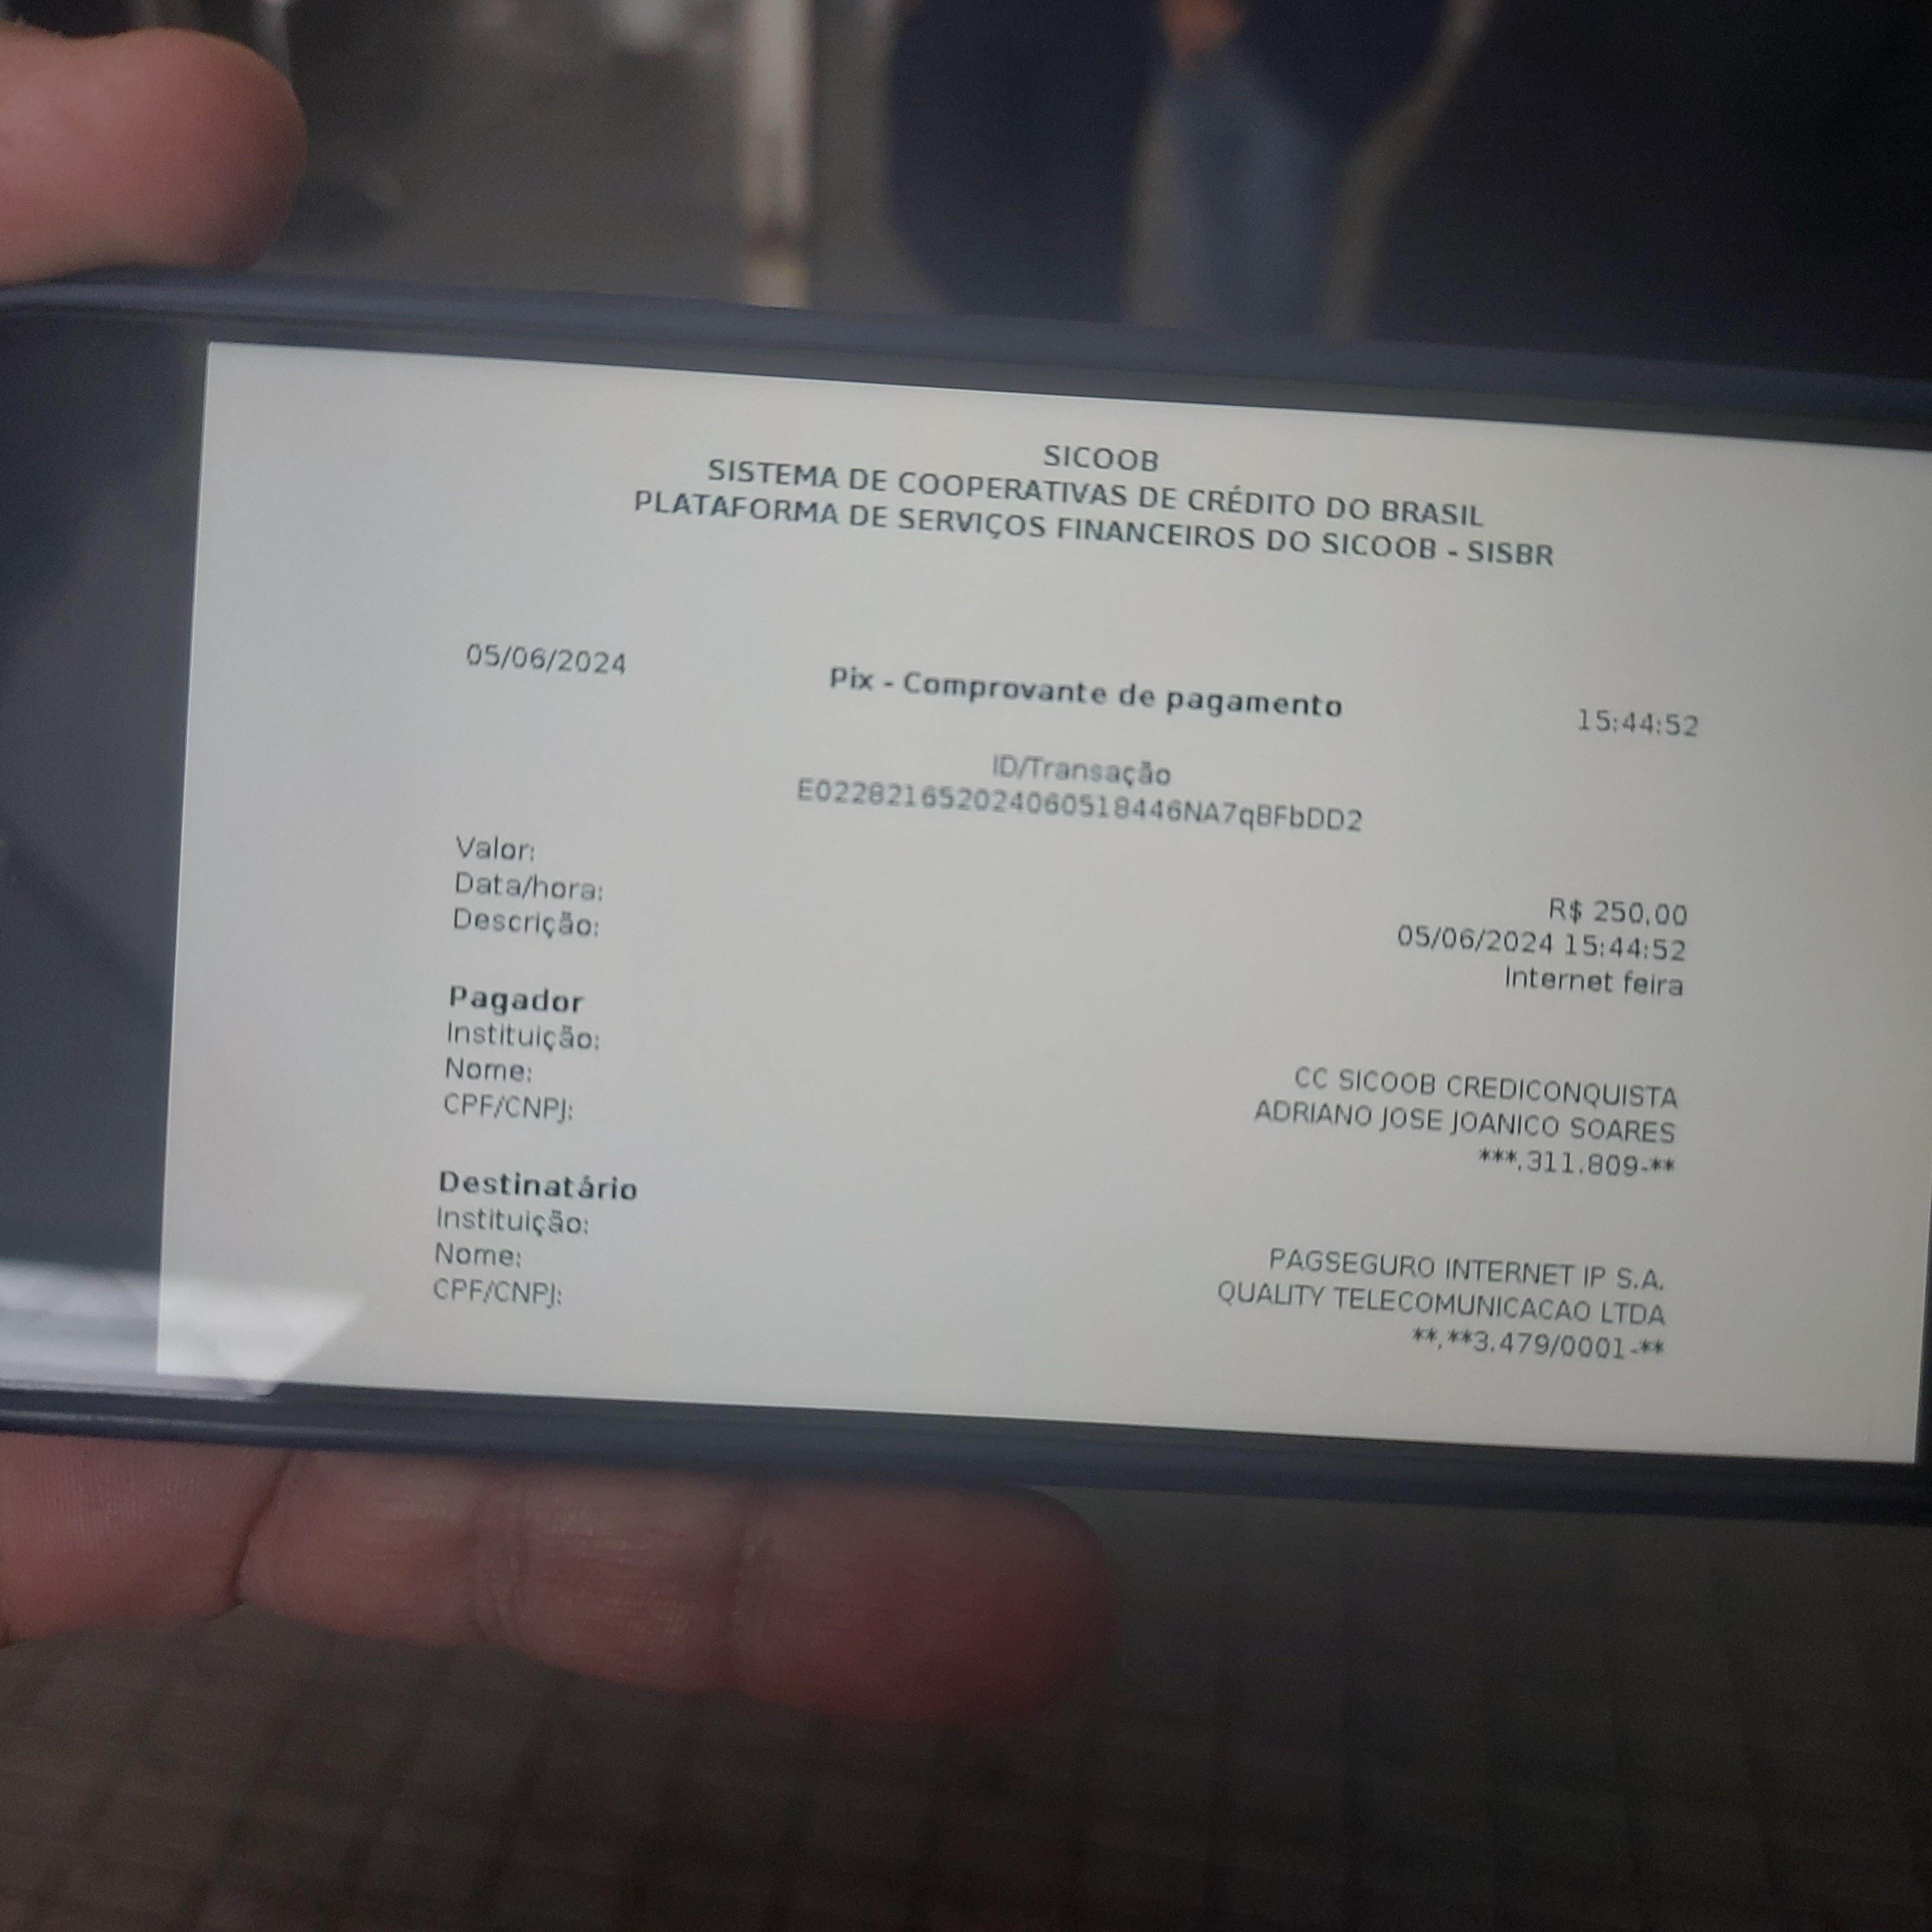 SICOOB
SISTEMA DE COOPERATIVAS DE CRÉDITO DO BRASIL
PLATAFORMA DE SERVIÇOS FINANCEIROS DO SICOOB - SISBR
05/06/2024 Pix - Comprovante de pagamento 15:44:52
ID/Transação
E02282165202406051844​6NA7qBFbDD2
Valor: R$ 250,00
Data/hora: 05/06/2024 15:44:52
Descrição: Internet feira
Pagador
Instituição: CC SICOOB CREDICONQUISTA
Nome: ADRIANO JOSE JOANICO SOARES
CPF/CNPJ: ***.311.809-**
Destinatário
Instituição: PAGSEGURO INTERNET IP S.A.
Nome: QUALITY TELECOMUNICACAO LTDA
CPF/CNPJ: **.**3.479/0001-**